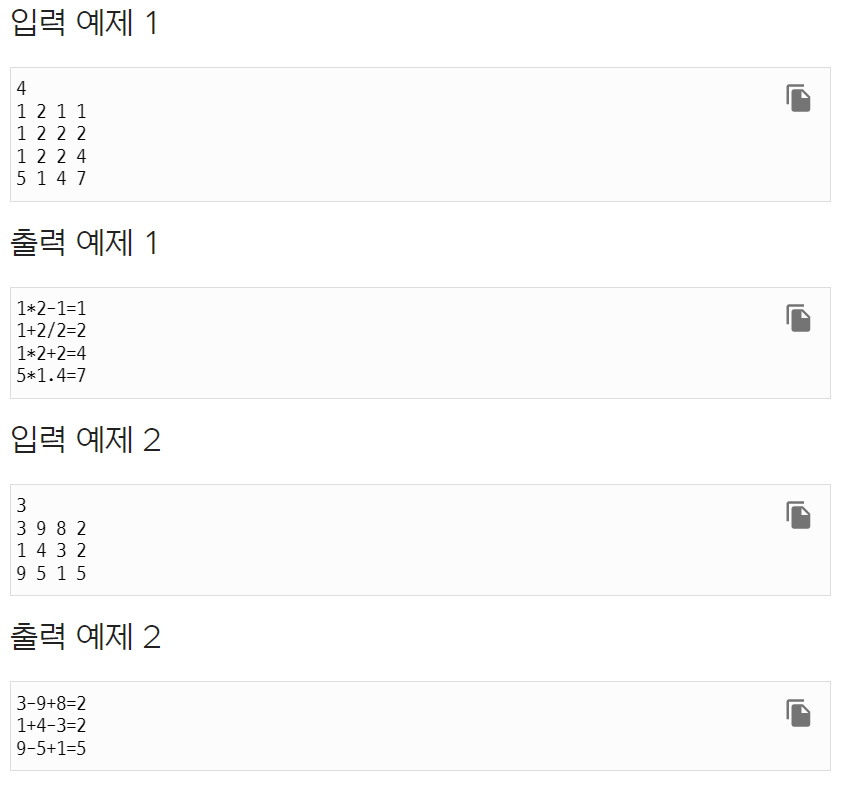 입력 예제 1
4
1 2 1 1
1 2 2 2
1 2 2 4
5 1 4 7
출력 예제 1
1*2-1=1
1+2/2=2
1*2+2=4
5*1.4=7
입력 예제 2
3
3 9 8 2
1 4 3 2
9 5 1 5
출력 예제 2
3-9+8=2
1+4-3=2
9-5+1=5